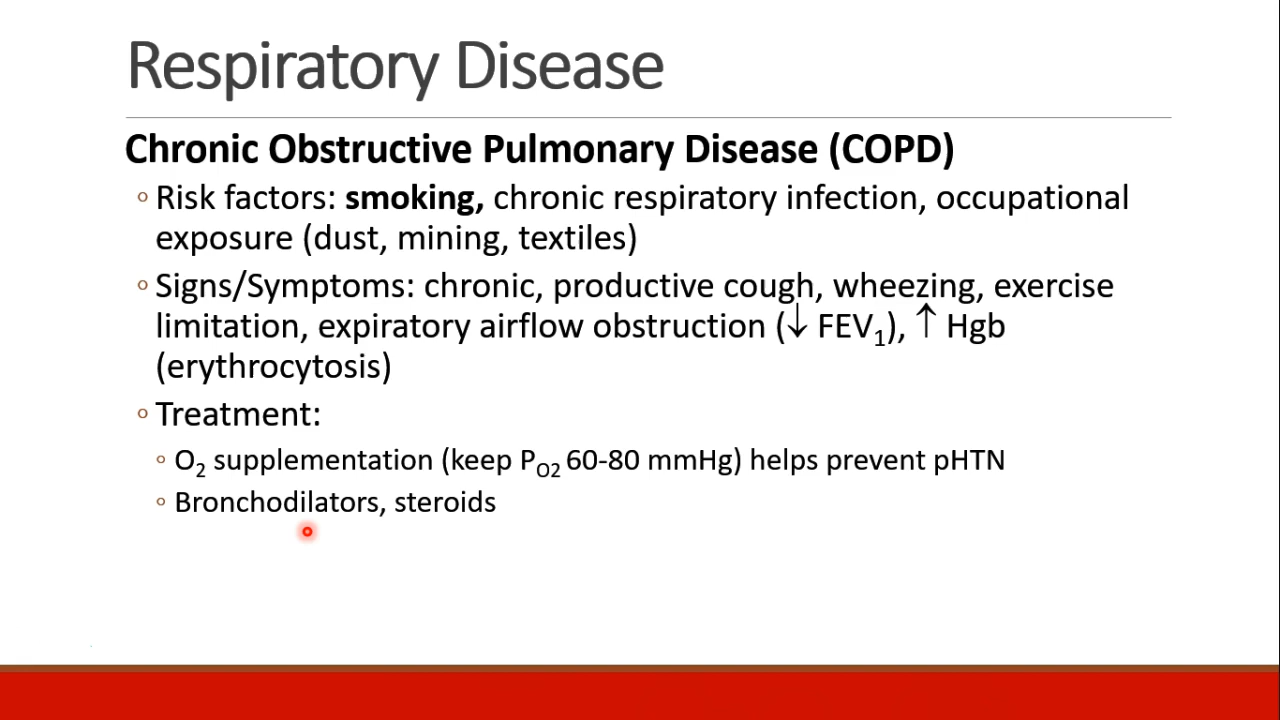 Respiratory Disease
Chronic Obstructive Pulmonary Disease (COPD)
◦ Risk factors: smoking, chronic respiratory infection, occupational
exposure (dust, mining, textiles)
◦ Signs/Symptoms: chronic, productive cough, wheezing, exercise
limitation, expiratory airflow obstruction (↓ FEV₁), ↑ Hgb
(erythrocytosis)
◦ Treatment:
◦ O₂ supplementation (keep P_O2 60-80 mmHg) helps prevent pHTN
◦ Bronchodilators, steroids